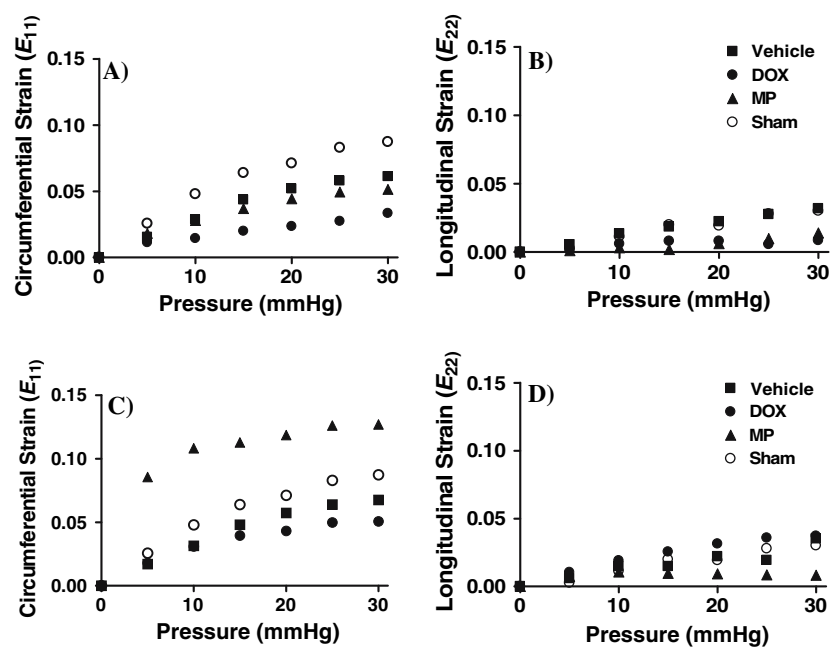 A)
Circumferential Strain (E11)
0.15
0.10
0.05
0.00
0 10 20 30
Pressure (mmHg)
B)
Longitudinal Strain (E22)
0.15
0.10
0.05
0.00
0 10 20 30
Pressure (mmHg)
Vehicle
DOX
MP
Sham
C)
Circumferential Strain (E11)
0.15
0.10
0.05
0.00
0 10 20 30
Pressure (mmHg)
D)
Longitudinal Strain (E22)
0.15
0.10
0.05
0.00
0 10 20 30
Pressure (mmHg)
Vehicle
DOX
MP
Sham